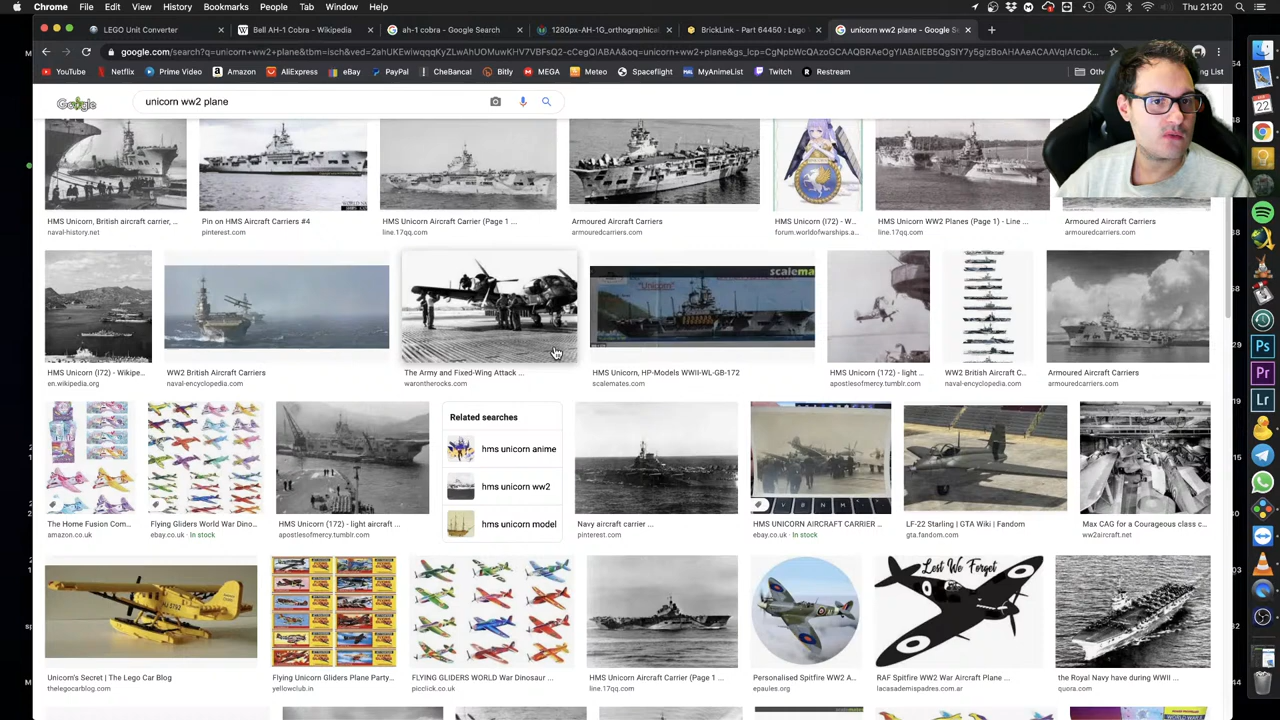 Chrome File Edit View History Bookmarks People Tab Window Help
Thu 21:20
LEGO Unit Converter
Bell AH-1 Cobra - Wikipedia
ah-1 cobra - Google Search
1280px-AH-1G_orthographical
BrickLink - Part 64450 : Lego
unicorn ww2 plane - Google Se
YouTube Netflix Prime Video Amazon AliExpress eBay PayPal CheBanca! Bitly MEGA Meteo Spaceflight MyAnimeList Twitch Restream
unicorn ww2 plane
HMS Unicorn, British aircraft carrier, ...
naval-history.net
Pin on HMS Aircraft Carriers #4
pinterest.com
HMS Unicorn Aircraft Carrier (Page 1 ...
line.17qq.com
Armoured Aircraft Carriers
armouredcarriers.com
HMS Unicorn (I72) - W...
forum.worldofwarships.a...
HMS Unicorn WW2 Planes (Page 1) - Line ...
line.17qq.com
Armoured Aircraft Carriers
armouredcarriers.com
scalema
"Unicorn"
HMS Unicorn (I72) - Wikipe...
en.wikipedia.org
WW2 British Aircraft Carriers
naval-encyclopedia.com
The Army and Fixed-Wing Attack ...
warontherocks.com
HMS Unicorn, HP-Models WWII-WL-GB-172
scalemates.com
HMS Unicorn (172) - light ...
apostlesofmercy.tumblr.com
WW2 British Aircraft C...
naval-encyclopedia.com
Armoured Aircraft Carriers
armouredcarriers.com
Related searches
hms unicorn anime
hms unicorn ww2
hms unicorn model
The Home Fusion Com...
amazon.co.uk
Flying Gliders World War Dino...
ebay.co.uk · In stock
HMS Unicorn (172) - light aircraft ...
apostlesofmercy.tumblr.com
Navy aircraft carrier ...
pinterest.com
HMS UNICORN AIRCRAFT CARRIER ...
ebay.co.uk · In stock
LF-22 Starling | GTA Wiki | Fandom
gta.fandom.com
Max CAG for a Courageous class c...
ww2aircraft.net
Lest We Forget
Unicorn's Secret | The Lego Car Blog
thelegocarblog.com
Flying Unicorn Gliders Plane Party...
yellowclub.in
FLYING GLIDERS WORLD War Dinosaur ...
picclick.co.uk
HMS Unicorn Aircraft Carrier (Page 1 ...
line.17qq.com
Personalised Spitfire WW2 A...
epaules.org
RAF Spitfire WW2 War Aircraft Plane ...
lacasademispadres.com.ar
the Royal Navy have during WWII ...
quora.com